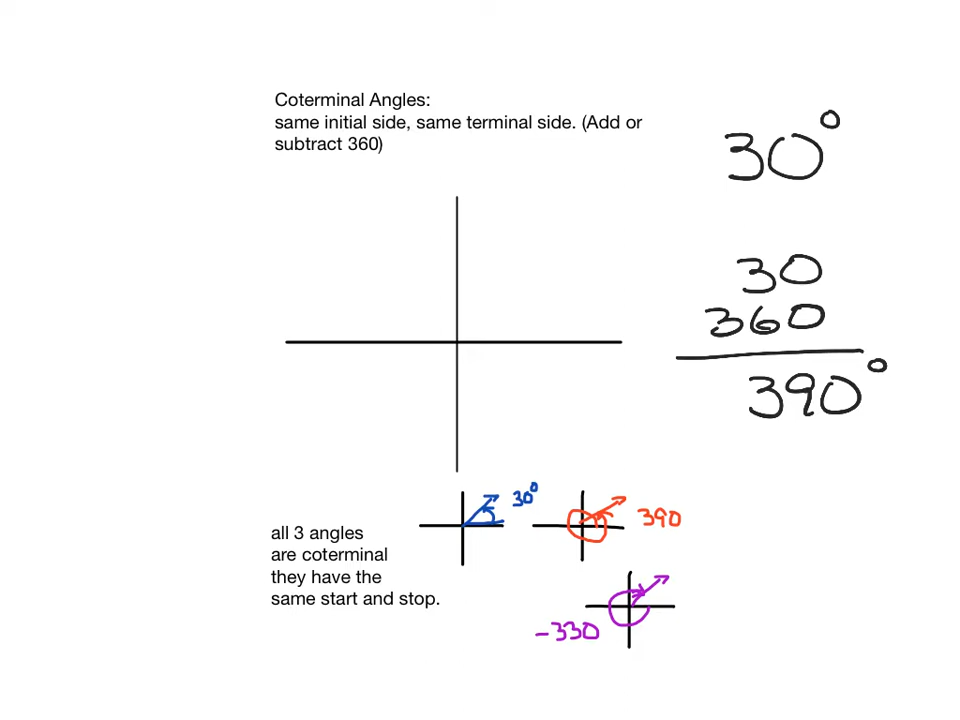 Coterminal Angles:
same initial side, same terminal side. (Add or
subtract 360)
30°
30
360
390°
30°
390
all 3 angles
are coterminal
they have the
same start and stop.
-330